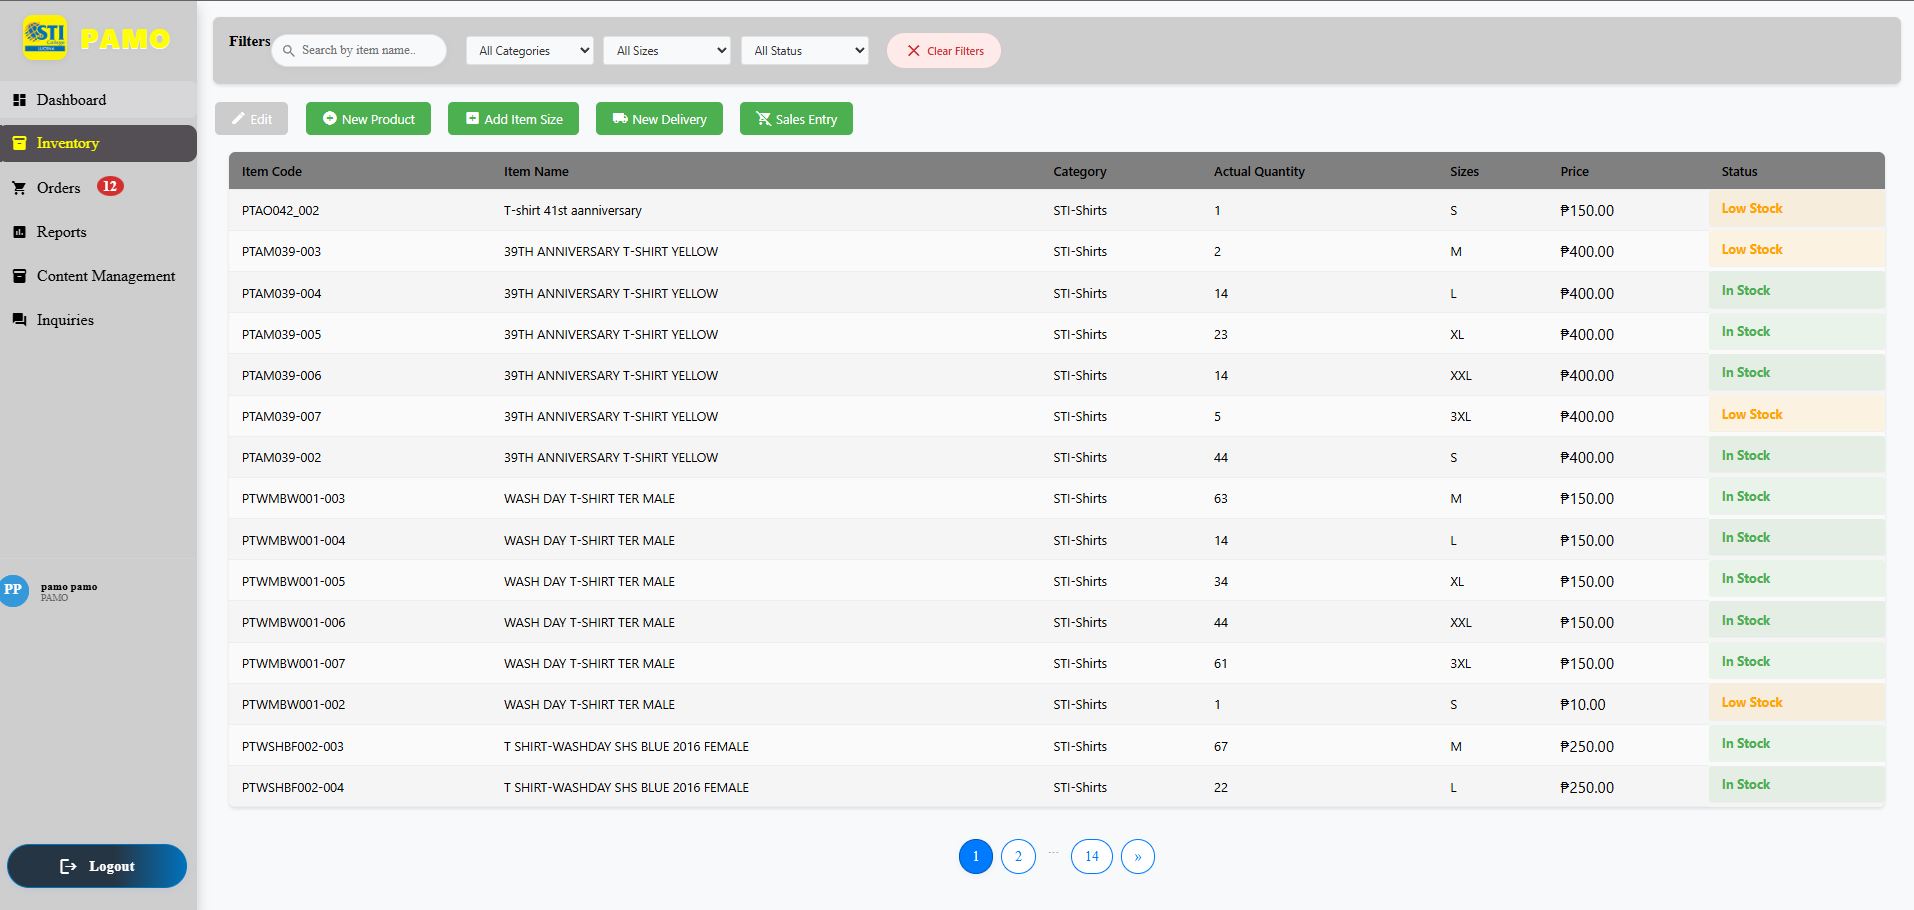 STI
College
LUCENA
PAMO
Dashboard
Inventory
Orders 12
Reports
Content Management
Inquiries
PP pamo pamo
PAMO
Logout
Filters Search by item name.. All Categories All Sizes All Status Clear Filters
Edit New Product Add Item Size New Delivery Sales Entry
Item Code Item Name Category Actual Quantity Sizes Price Status
PTAO042_002 T-shirt 41st aanniversary STI-Shirts 1 S ₱150.00 Low Stock
PTAM039-003 39TH ANNIVERSARY T-SHIRT YELLOW STI-Shirts 2 M ₱400.00 Low Stock
PTAM039-004 39TH ANNIVERSARY T-SHIRT YELLOW STI-Shirts 14 L ₱400.00 In Stock
PTAM039-005 39TH ANNIVERSARY T-SHIRT YELLOW STI-Shirts 23 XL ₱400.00 In Stock
PTAM039-006 39TH ANNIVERSARY T-SHIRT YELLOW STI-Shirts 14 XXL ₱400.00 In Stock
PTAM039-007 39TH ANNIVERSARY T-SHIRT YELLOW STI-Shirts 5 3XL ₱400.00 Low Stock
PTAM039-002 39TH ANNIVERSARY T-SHIRT YELLOW STI-Shirts 44 S ₱400.00 In Stock
PTWMBW001-003 WASH DAY T-SHIRT TER MALE STI-Shirts 63 M ₱150.00 In Stock
PTWMBW001-004 WASH DAY T-SHIRT TER MALE STI-Shirts 14 L ₱150.00 In Stock
PTWMBW001-005 WASH DAY T-SHIRT TER MALE STI-Shirts 34 XL ₱150.00 In Stock
PTWMBW001-006 WASH DAY T-SHIRT TER MALE STI-Shirts 44 XXL ₱150.00 In Stock
PTWMBW001-007 WASH DAY T-SHIRT TER MALE STI-Shirts 61 3XL ₱150.00 In Stock
PTWMBW001-002 WASH DAY T-SHIRT TER MALE STI-Shirts 1 S ₱10.00 Low Stock
PTWSHBF002-003 T SHIRT-WASHDAY SHS BLUE 2016 FEMALE STI-Shirts 67 M ₱250.00 In Stock
PTWSHBF002-004 T SHIRT-WASHDAY SHS BLUE 2016 FEMALE STI-Shirts 22 L ₱250.00 In Stock
1 2 ... 14 »